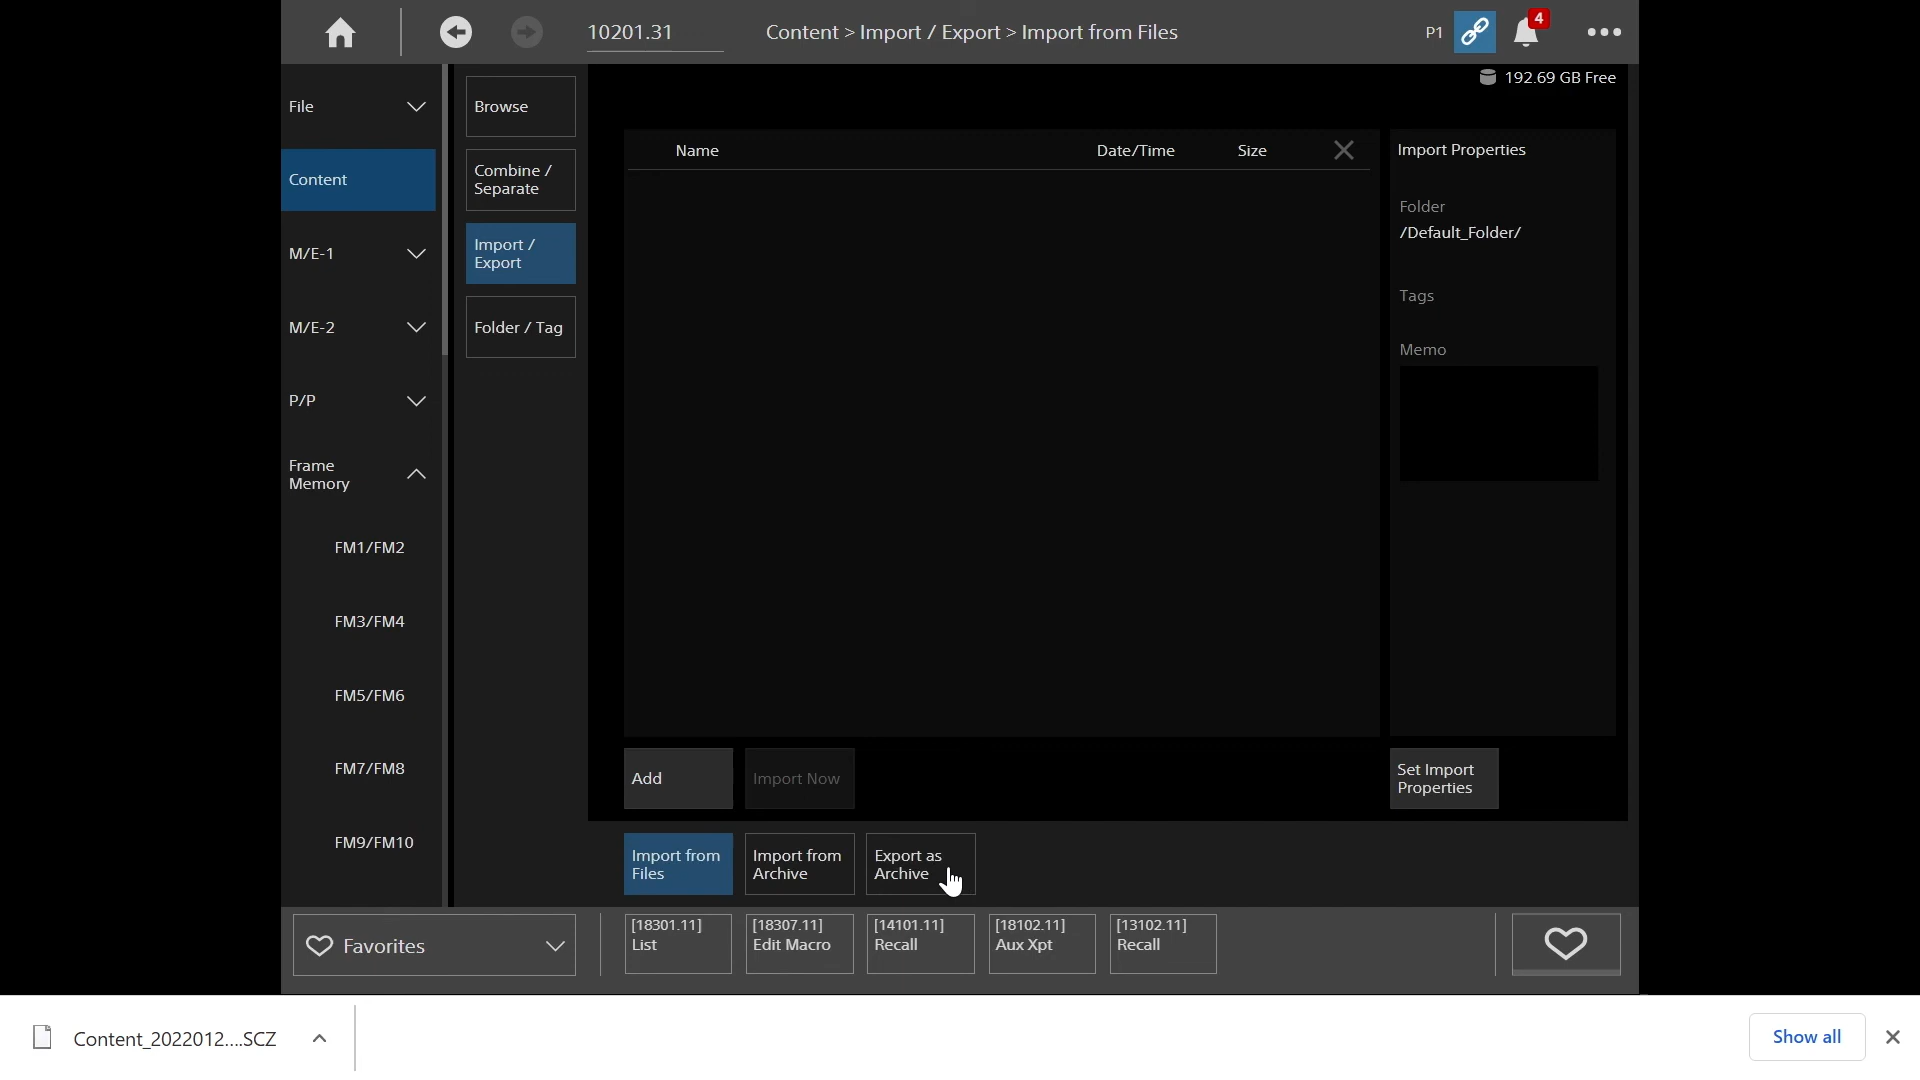 10201.31
Content > Import / Export > Import from Files
P1
4
192.69 GB Free
File
Content
M/E-1
M/E-2
P/P
Frame
Memory
FM1/FM2
FM3/FM4
FM5/FM6
FM7/FM8
FM9/FM10
Browse
Combine /
Separate
Import /
Export
Folder / Tag
Name
Date/Time
Size
Import Properties
Folder
/Default_Folder/
Tags
Memo
Add
Import Now
Set Import
Properties
Import from
Files
Import from
Archive
Export as
Archive
Favorites
[18301.11]
List
[18307.11]
Edit Macro
[14101.11]
Recall
[18102.11]
Aux Xpt
[13102.11]
Recall
Content_2022012....SCZ
Show all